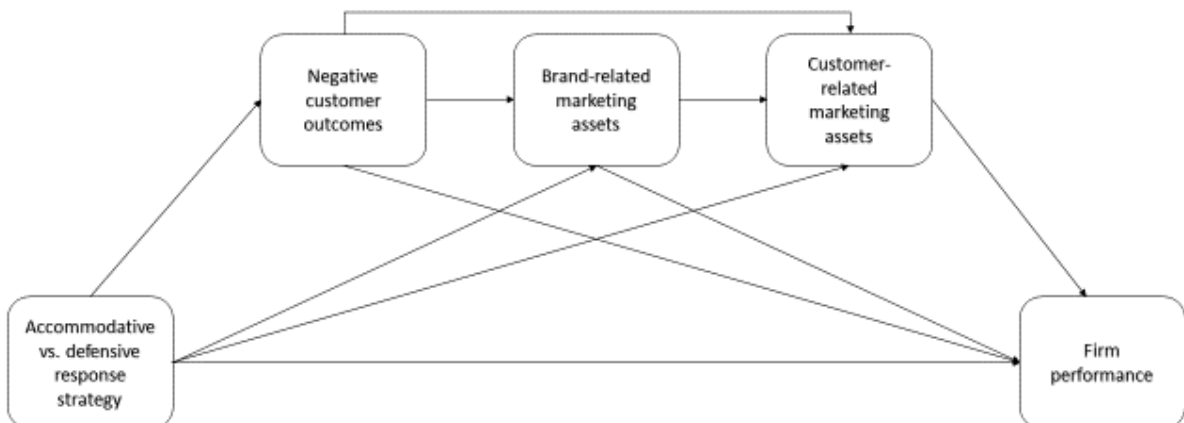 Negative
customer
outcomes
Brand-related
marketing
assets
Customer-
related
marketing
assets
Accommodative
vs. defensive
response
strategy
Firm
performance